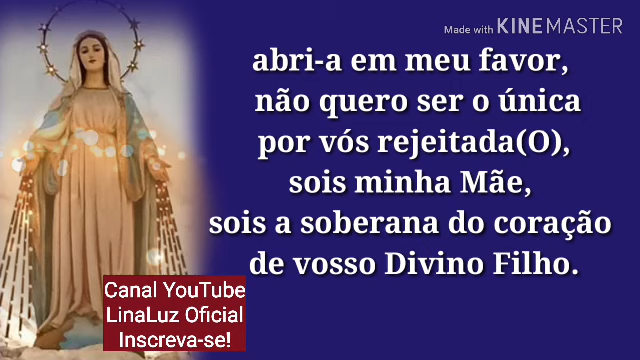 Made with KINEMASTER
abri-a em meu favor,
não quero ser o única
por vós rejeitada(O),
sois minha Mãe,
sois a soberana do coração
de vosso Divino Filho.
Canal YouTube
LinaLuz Oficial
Inscreva-se!